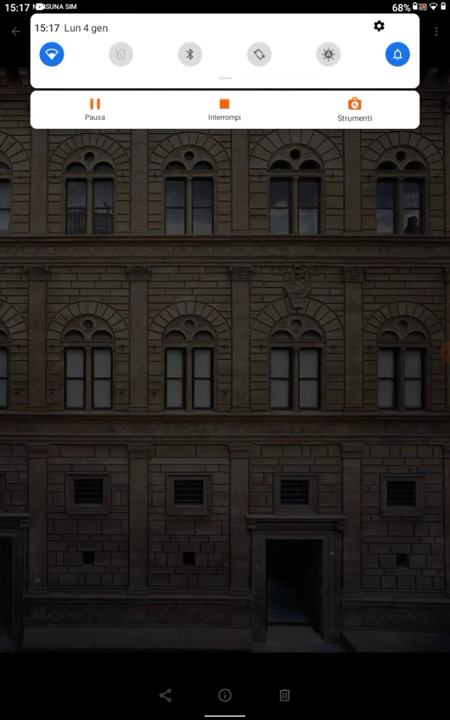 15:17 NESSUNA SIM 68%
15:17 Lun 4 gen
Pausa Interrompi Strumenti